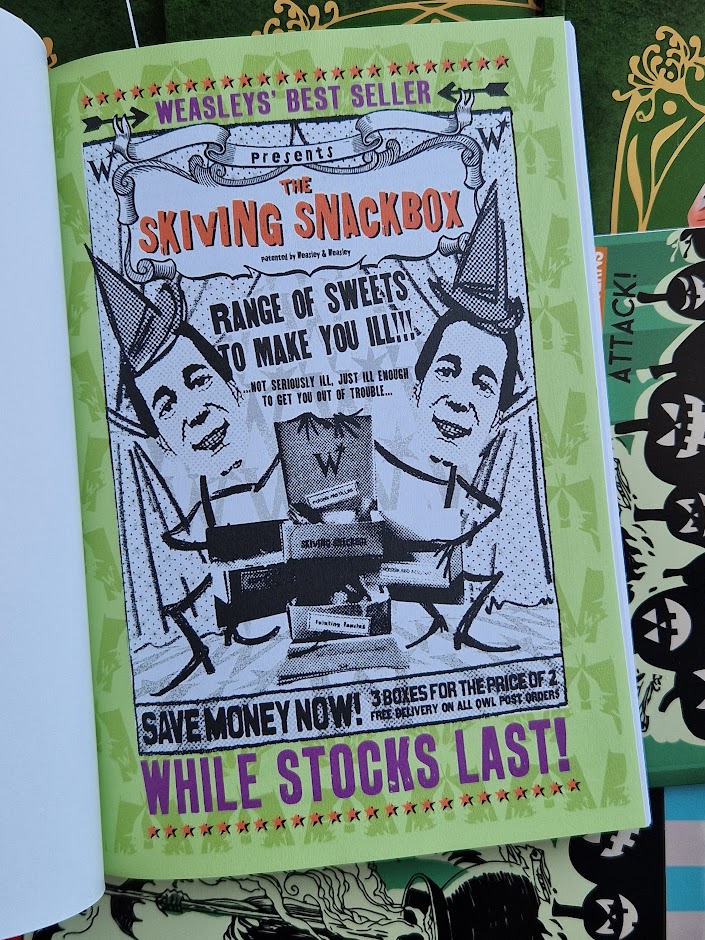 WEASLEYS' BEST SELLER
W
W
Presents
THE
SKIVING SNACKBOX
patented by Weasley & Weasley
RANGE OF SWEETS
TO MAKE YOU ILL!!!
...NOT SERIOUSLY ILL, JUST ILL ENOUGH
TO GET YOU OUT OF TROUBLE...
W
SKIVING SNACKBOX
Fainting Fancies
SAVE MONEY NOW!
3 BOXES FOR THE PRICE OF 2
FREE DELIVERY ON ALL OWL POST ORDERS
WHILE STOCKS LAST!
ATTACK!